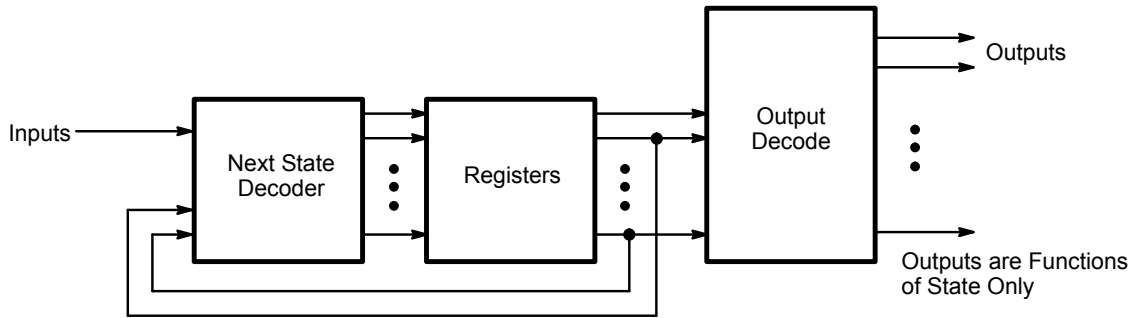 Inputs
Next State
Decoder
Registers
Output
Decode
Outputs
Outputs are Functions
of State Only